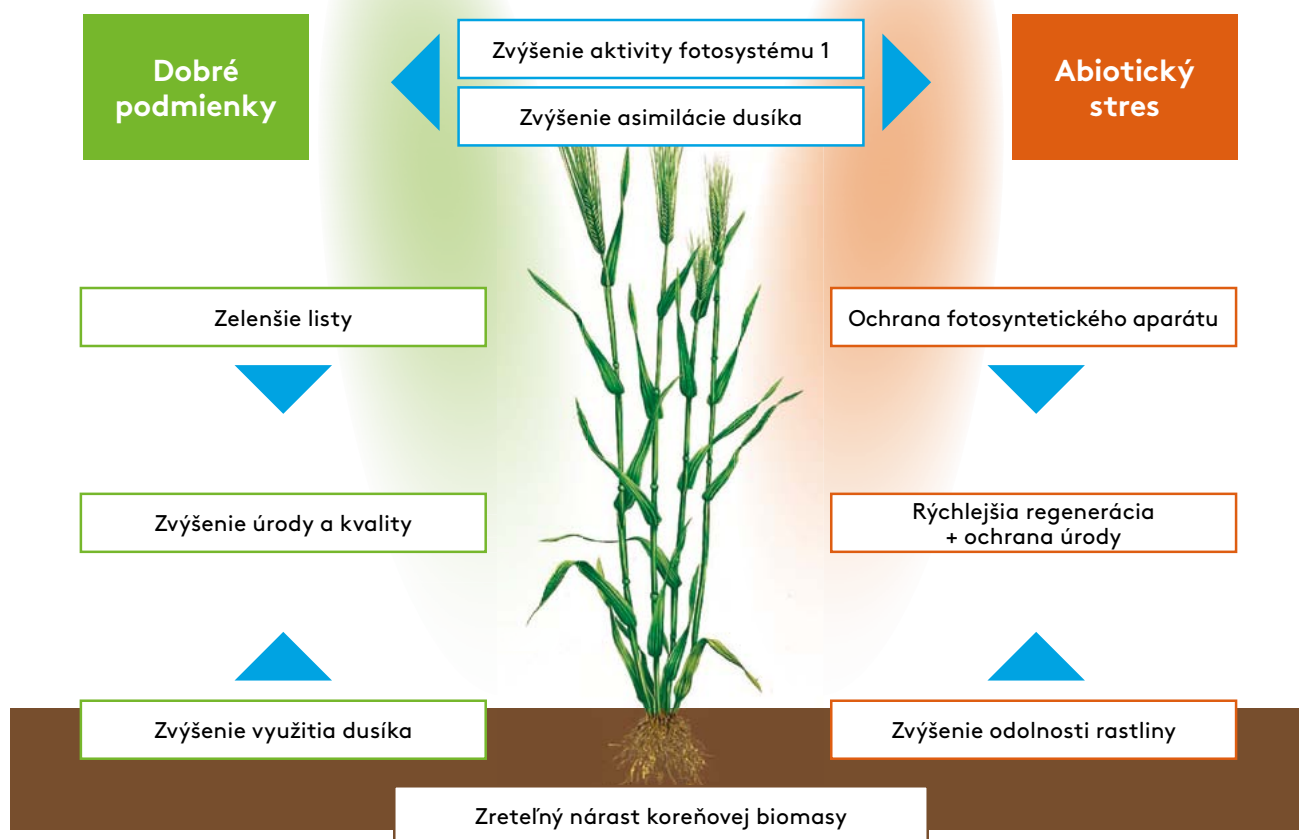 Dobré
podmienky
Zvýšenie aktivity fotosystému 1
Zvýšenie asimilácie dusíka
Abiotický
stres
Zelenšie listy
Ochrana fotosyntetického aparátu
Zvýšenie úrody a kvality
Rýchlejšia regenerácia
+ ochrana úrody
Zvýšenie využitia dusíka
Zvýšenie odolnosti rastliny
Zreteľný nárast koreňovej biomasy